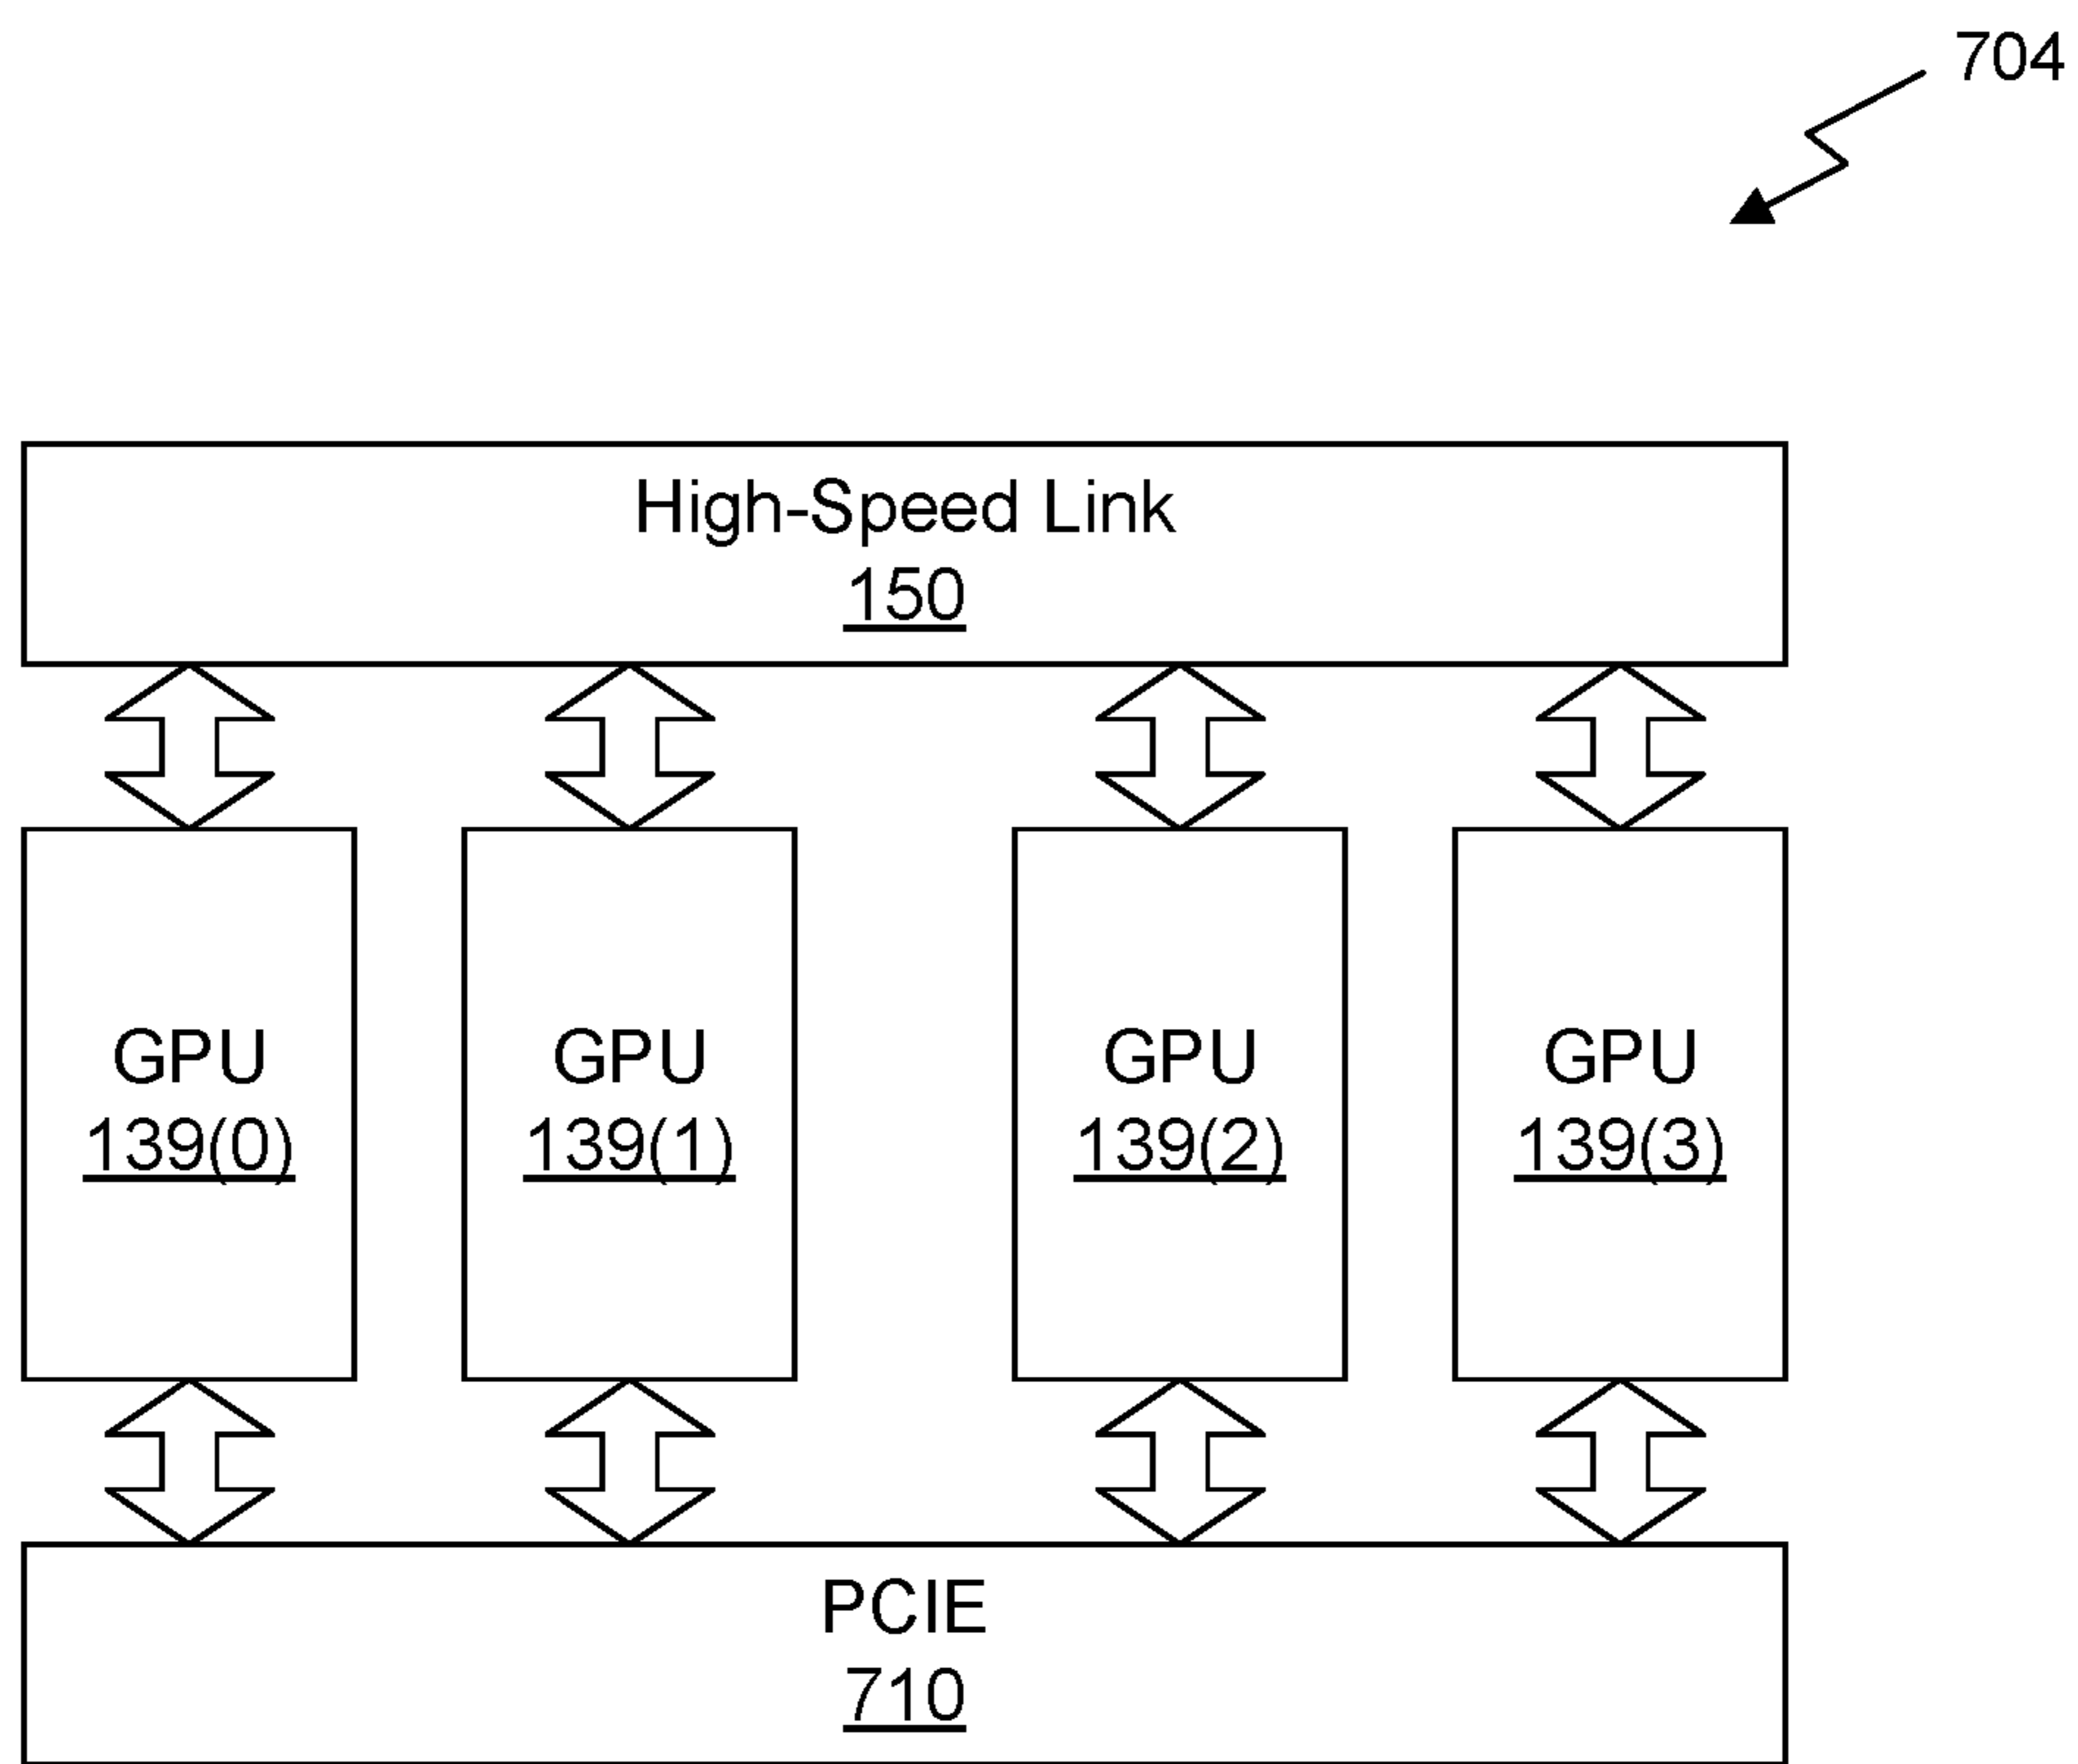 704
High-Speed Link
150
GPU
139(0)
GPU
139(1)
GPU
139(2)
GPU
139(3)
PCIE
710